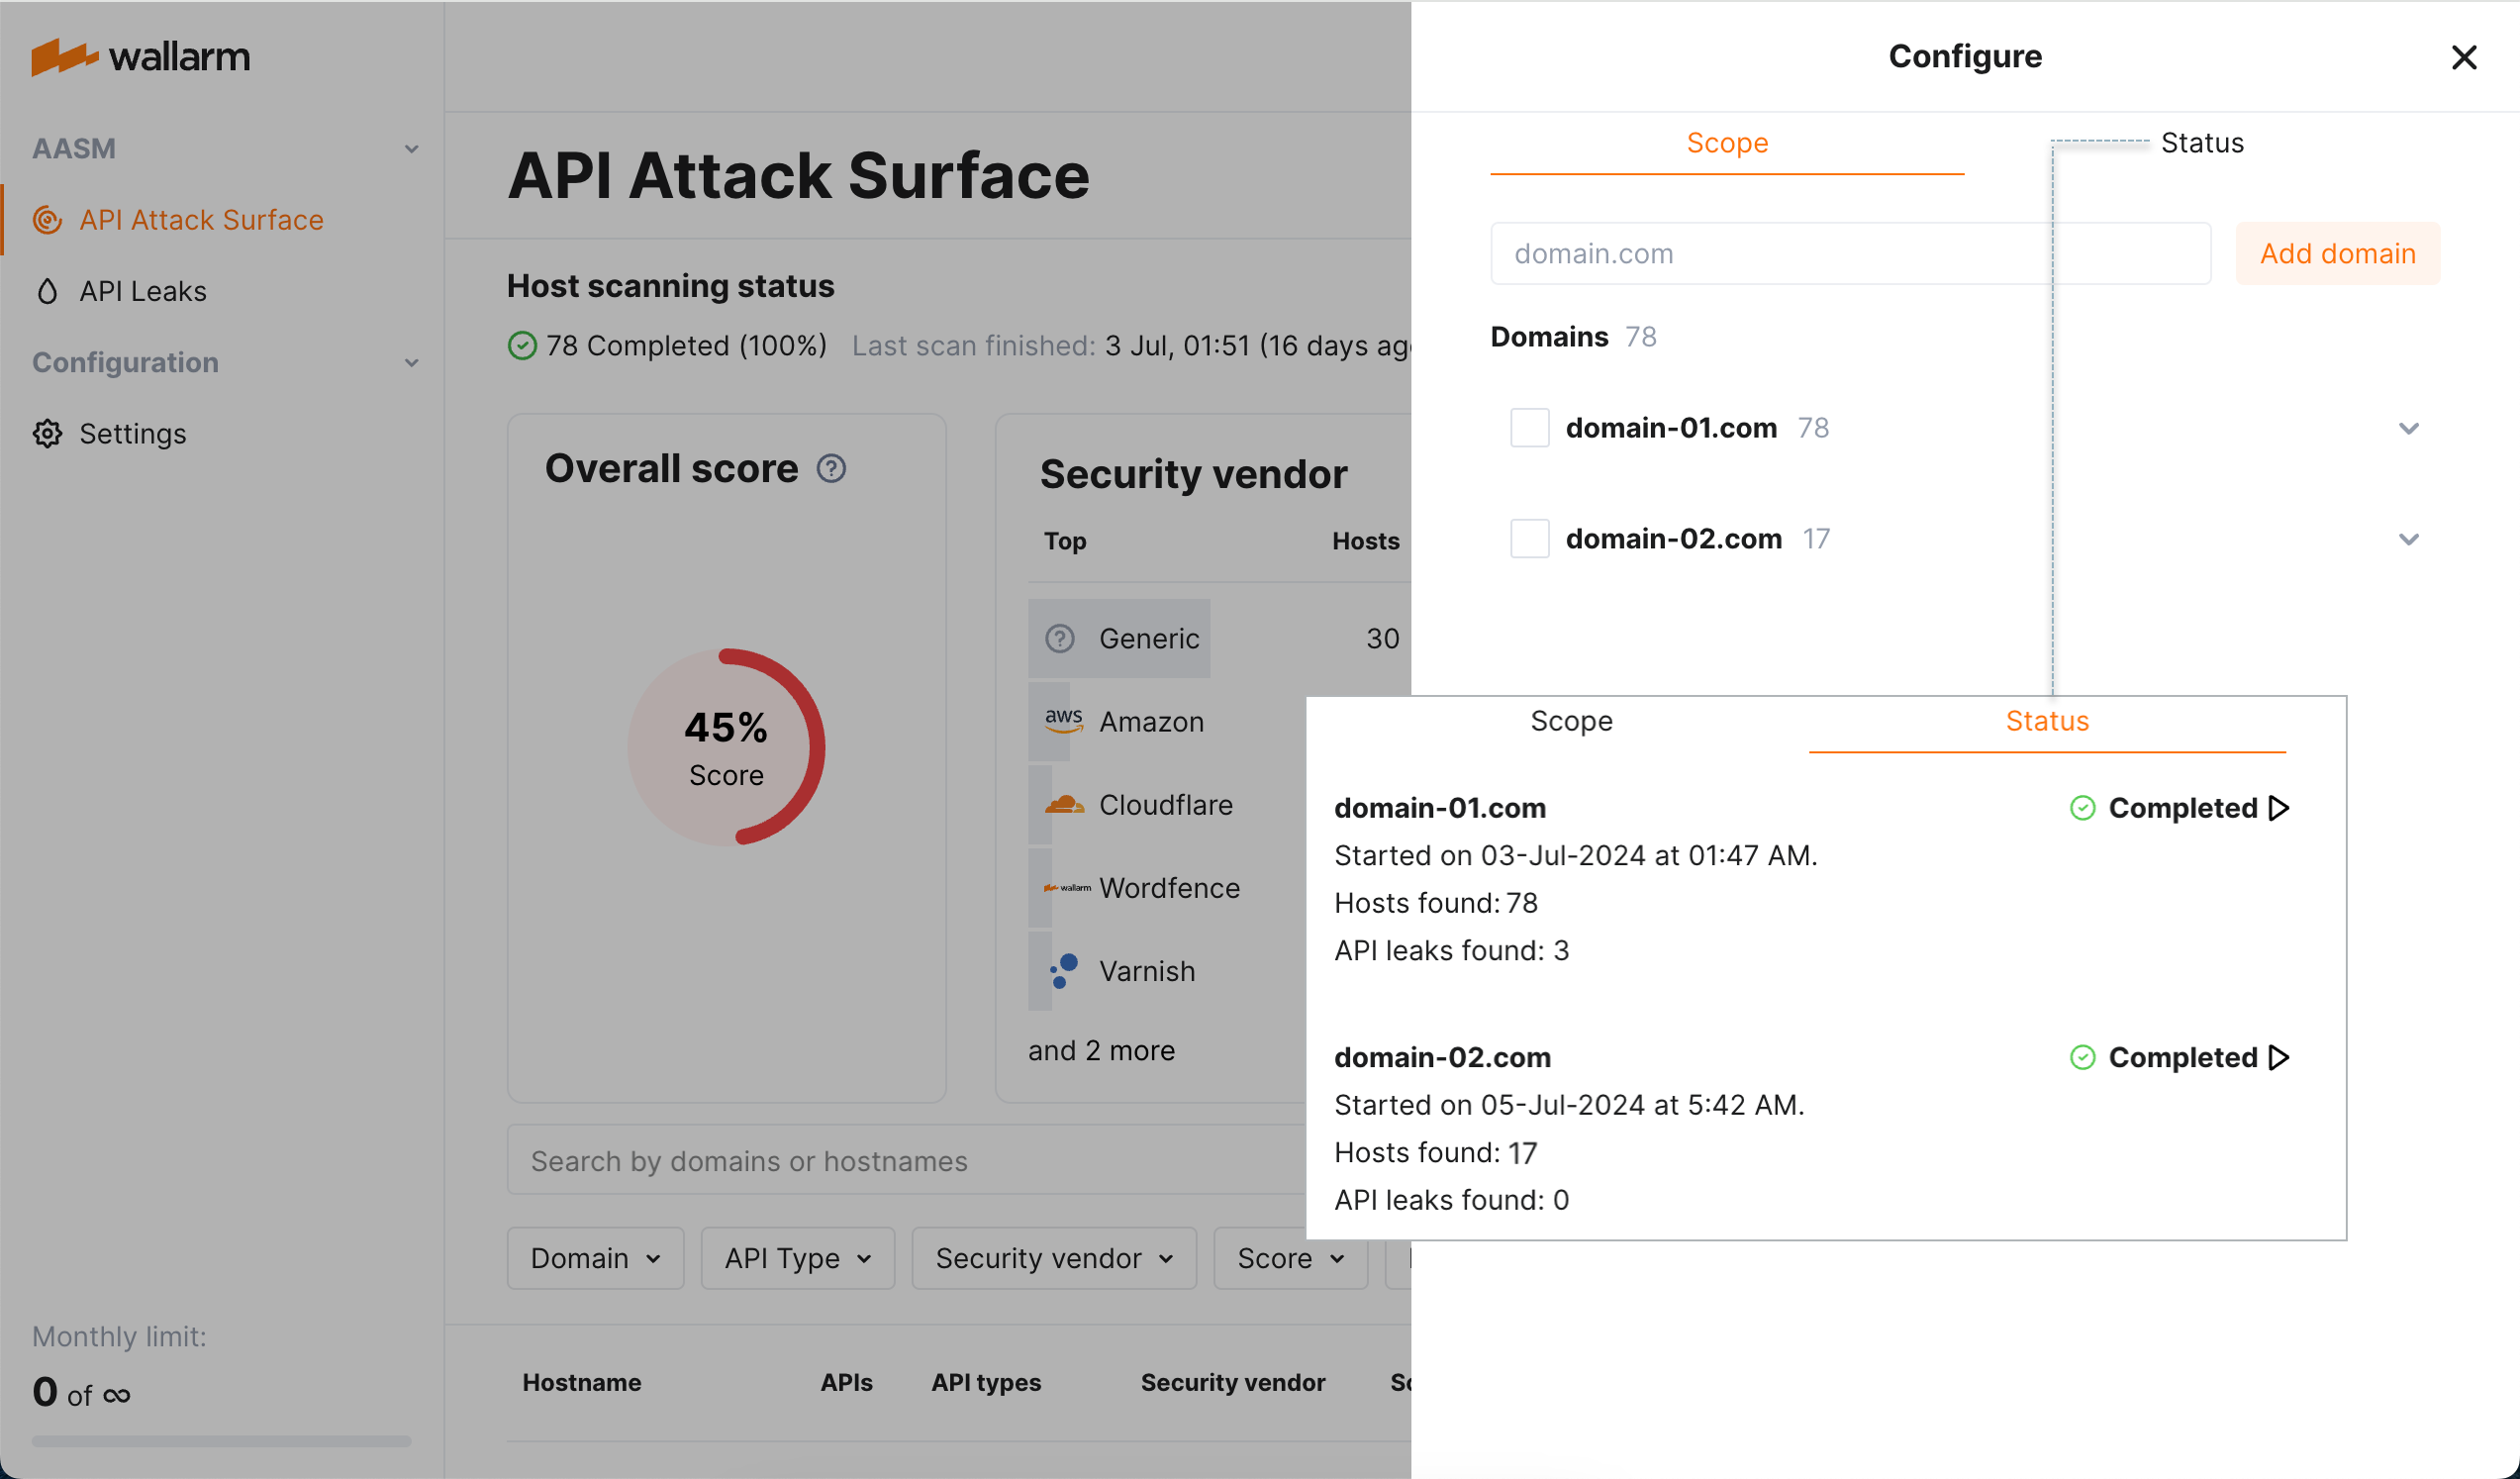 wallarm
AASM
API Attack Surface
API Leaks
Configuration
Settings
Monthly limit:
0 of ∞
API Attack Surface
Host scanning status
78 Completed (100%) Last scan finished: 3 Jul, 01:51 (16 days ag
Overall score
45%
Score
Security vendor
Top Hosts
Generic 30
aws Amazon
Cloudflare
wallarm Wordfence
Varnish
and 2 more
Search by domains or hostnames
Domain API Type Security vendor Score
Hostname APIs API types Security vendor
Configure
Scope Status
domain.com Add domain
Domains 78
domain-01.com 78
domain-02.com 17
Scope Status
domain-01.com Completed
Started on 03-Jul-2024 at 01:47 AM.
Hosts found: 78
API leaks found: 3
domain-02.com Completed
Started on 05-Jul-2024 at 5:42 AM.
Hosts found: 17
API leaks found: 0